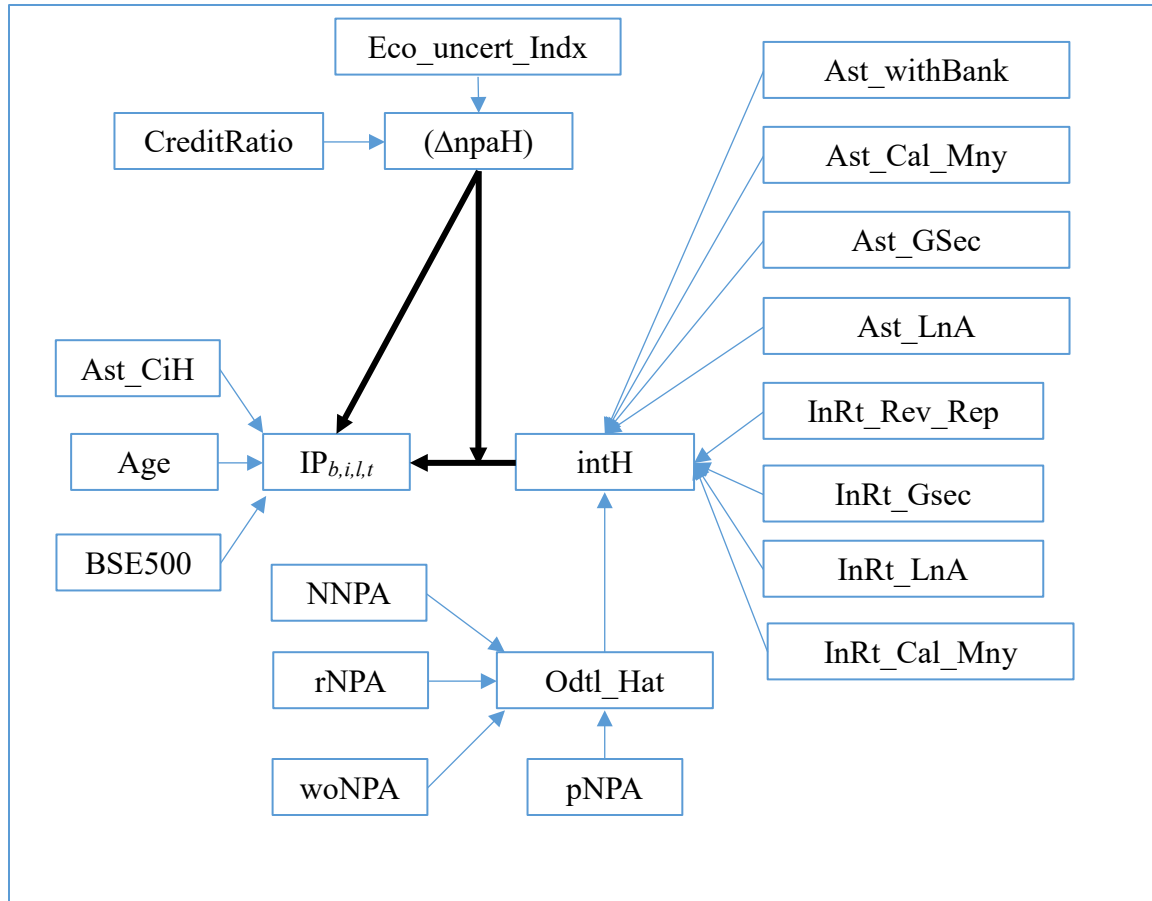 Eco_uncert_Indx
Ast_withBank
CreditRatio
(ΔnpaH)
Ast_Cal_Mny
Ast_GSec
Ast_LnA
Ast_CiH
InRt_Rev_Rep
Age
IPb,i,l,t
intH
InRt_Gsec
BSE500
InRt_LnA
NNPA
InRt_Cal_Mny
rNPA
Odtl_Hat
woNPA
pNPA